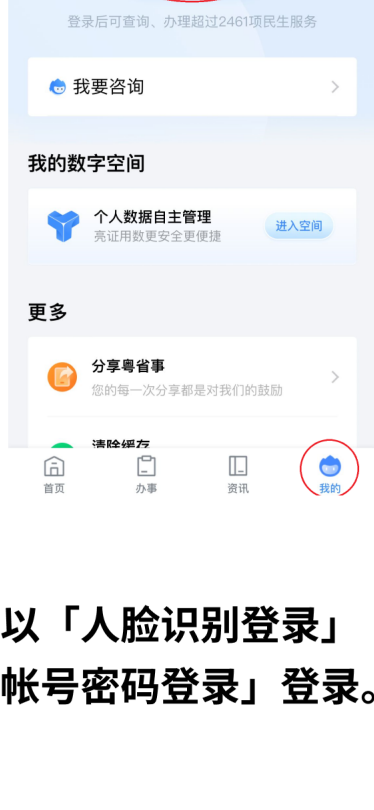 登录后可查询、办理超过2461项民生服务
我要咨询
我的数字空间
个人数据自主管理
亮证用数更安全更便捷
进入空间
更多
分享粤省事
您的每一次分享都是对我们的鼓励
清除缓存
首页
办事
资讯
我的
以「人脸识别登录」
帐号密码登录」登录。